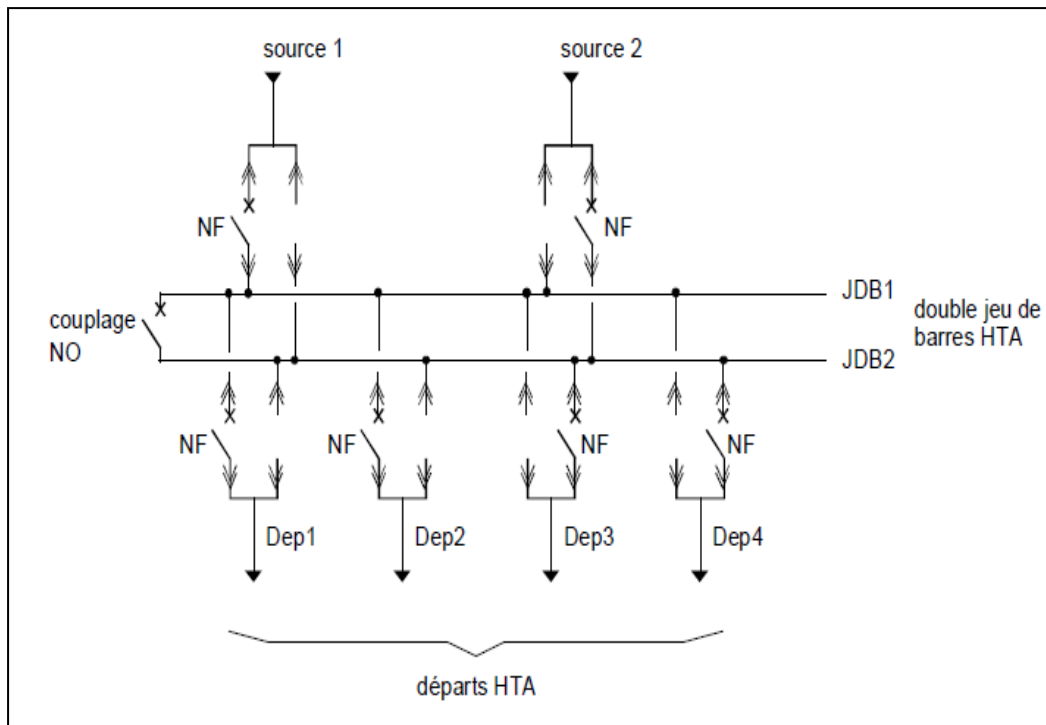 source 1
source 2
NF
NF
JDB1
couplage
NO
double jeu de
barres HTA
JDB2
NF
NF
NF
NF
Dep1
Dep2
Dep3
Dep4
départs HTA